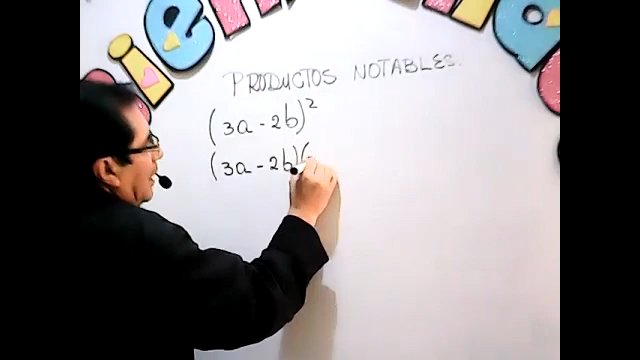 PRODUCTOS NOTABLES.
(3a - 2b)²
(3a - 2b)(